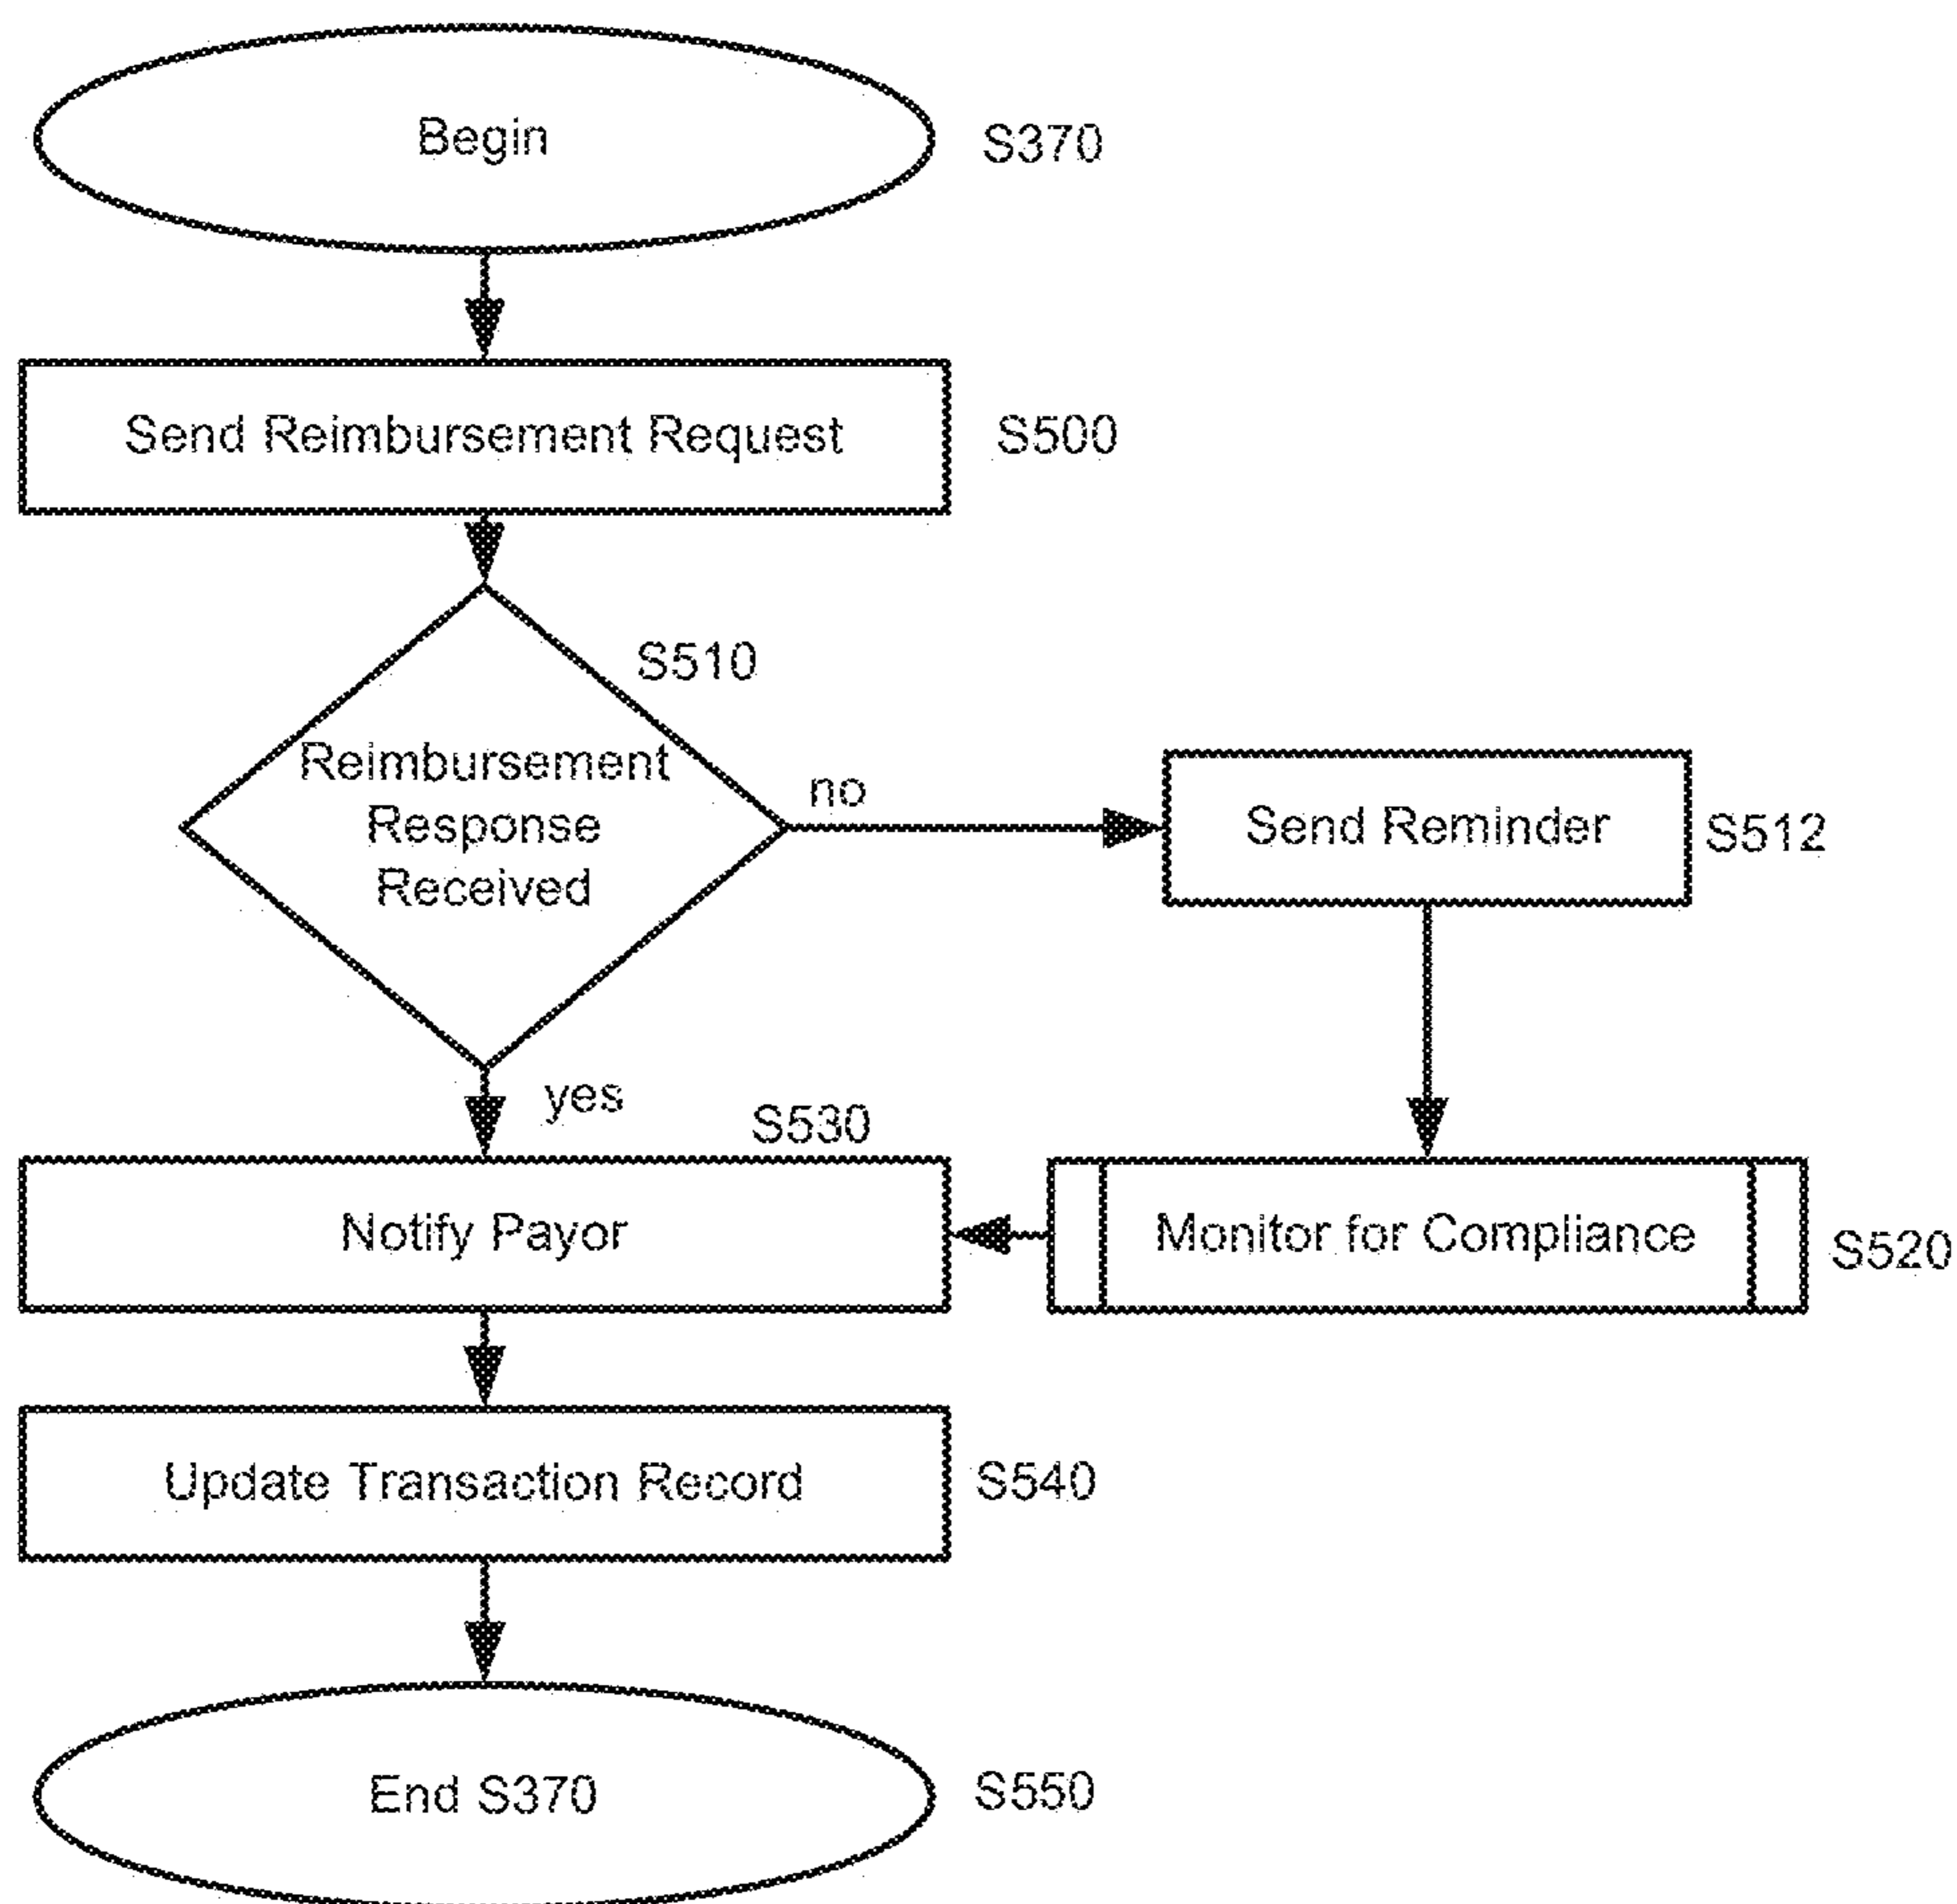 Begin
S370
Send Reimbursement Request
S500
S510
Reimbursement
Response
Received
no
Send Reminder
S512
yes
S530
Notify Payor
Monitor for Compliance
S520
Update Transaction Record
S540
End S370
S550